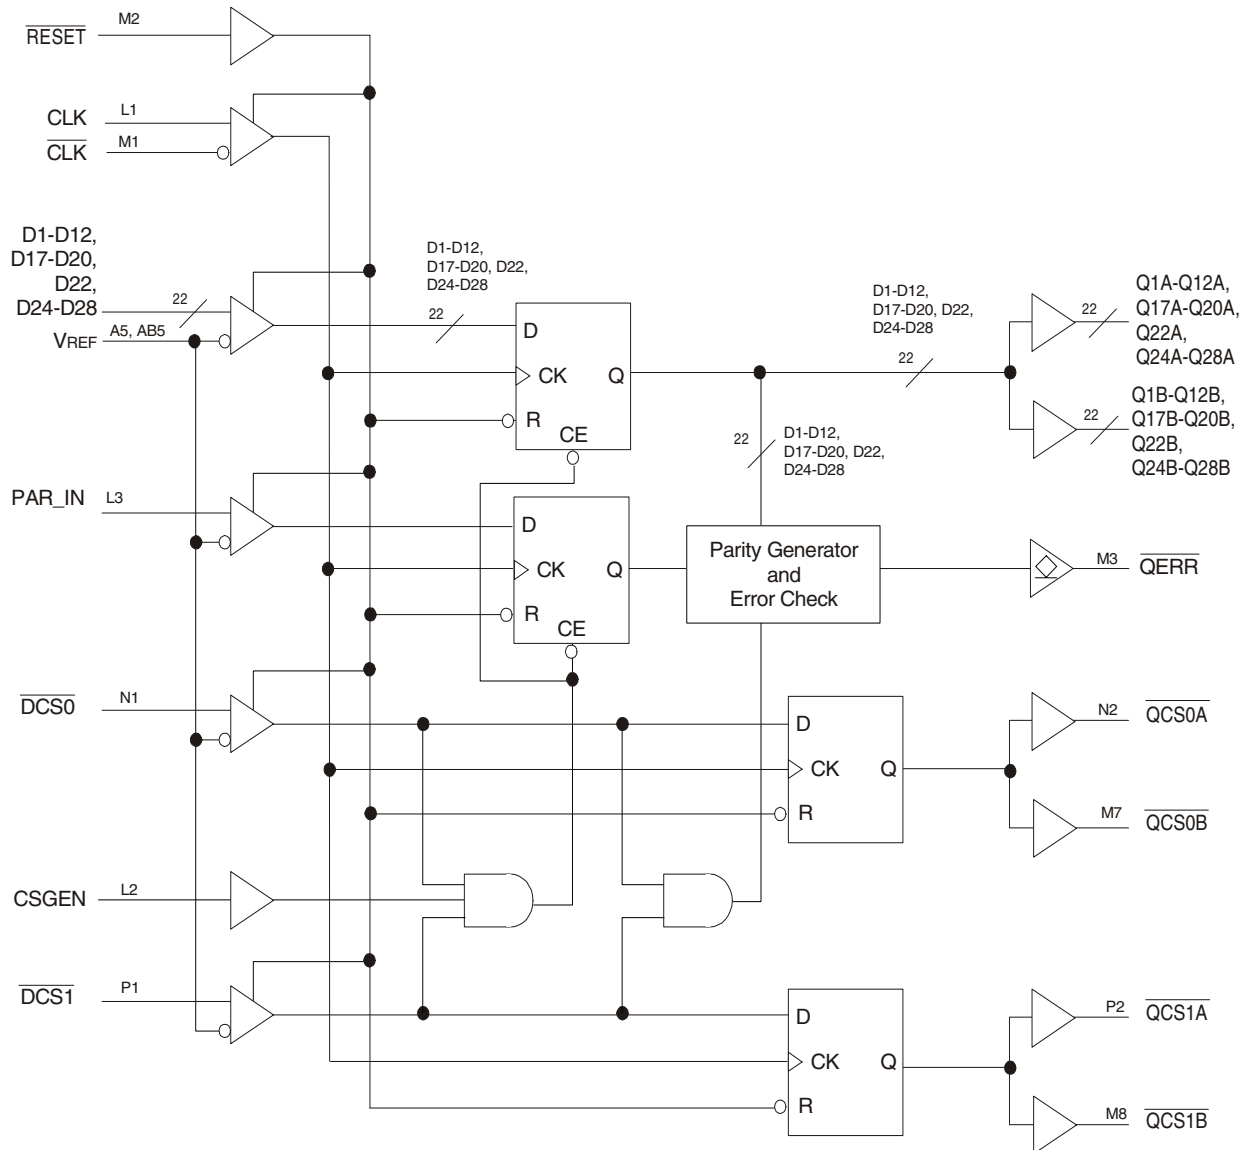 RESET
M2
CLK
L1
CLK
M1
D1-D12,
D17-D20,
D22,
D24-D28
22
VREF
A5, AB5
D1-D12,
D17-D20, D22,
D24-D28
22
D
CK
Q
R
CE
D1-D12,
D17-D20, D22,
D24-D28
22
22
D1-D12,
D17-D20, D22,
D24-D28
22
Q1A-Q12A,
Q17A-Q20A,
Q22A,
Q24A-Q28A
22
Q1B-Q12B,
Q17B-Q20B,
Q22B,
Q24B-Q28B
PAR_IN
L3
D
CK
Q
R
CE
Parity Generator
and
Error Check
M3
QERR
DCS0
N1
D
CK
Q
R
N2
QCS0A
M7
QCS0B
CSGEN
L2
DCS1
P1
D
CK
Q
R
P2
QCS1A
M8
QCS1B